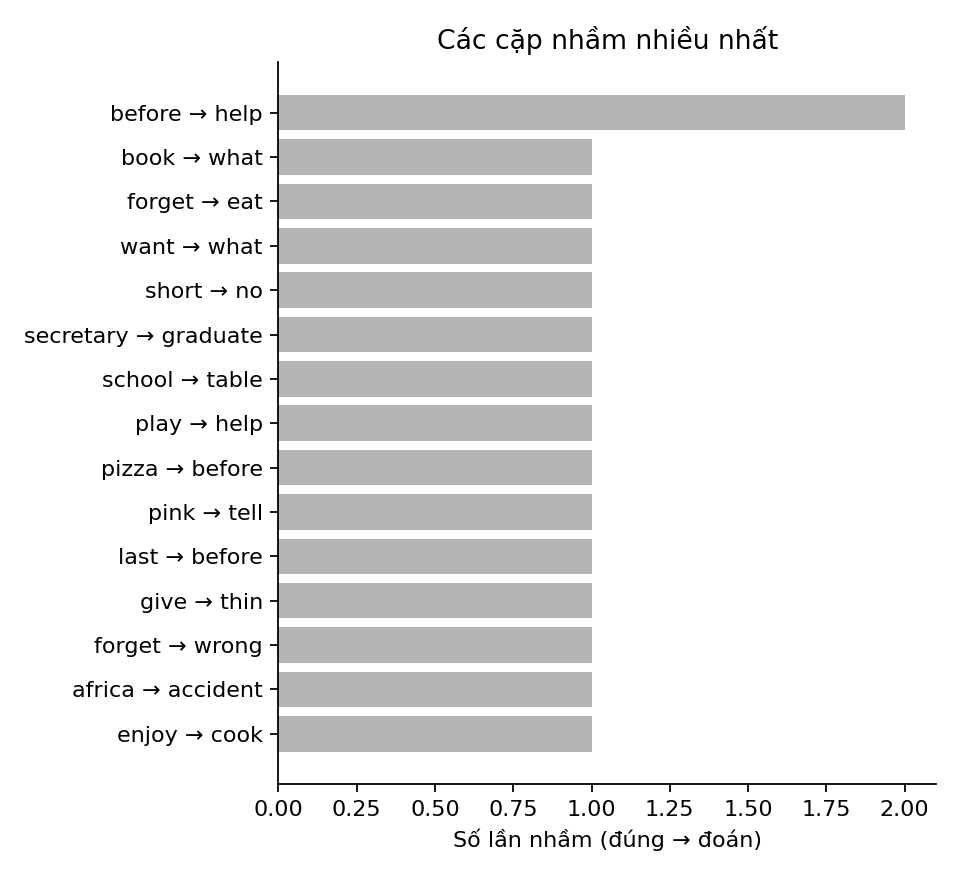 Các cặp nhầm nhiều nhất
before → help
book → what
forget → eat
want → what
short → no
secretary → graduate
school → table
play → help
pizza → before
pink → tell
last → before
give → thin
forget → wrong
africa → accident
enjoy → cook
0.00 0.25 0.50 0.75 1.00 1.25 1.50 1.75 2.00
Số lần nhầm (đúng → đoán)